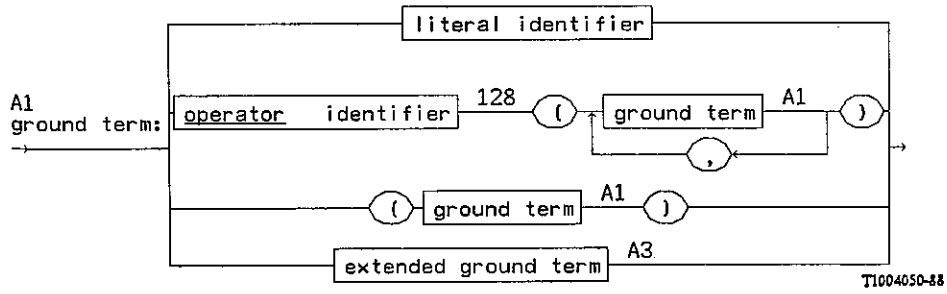 literal identifier
A1
ground term:
operator identifier 128 ( ground term A1 )
,
( ground term A1 )
extended ground term A3
T1004050-88